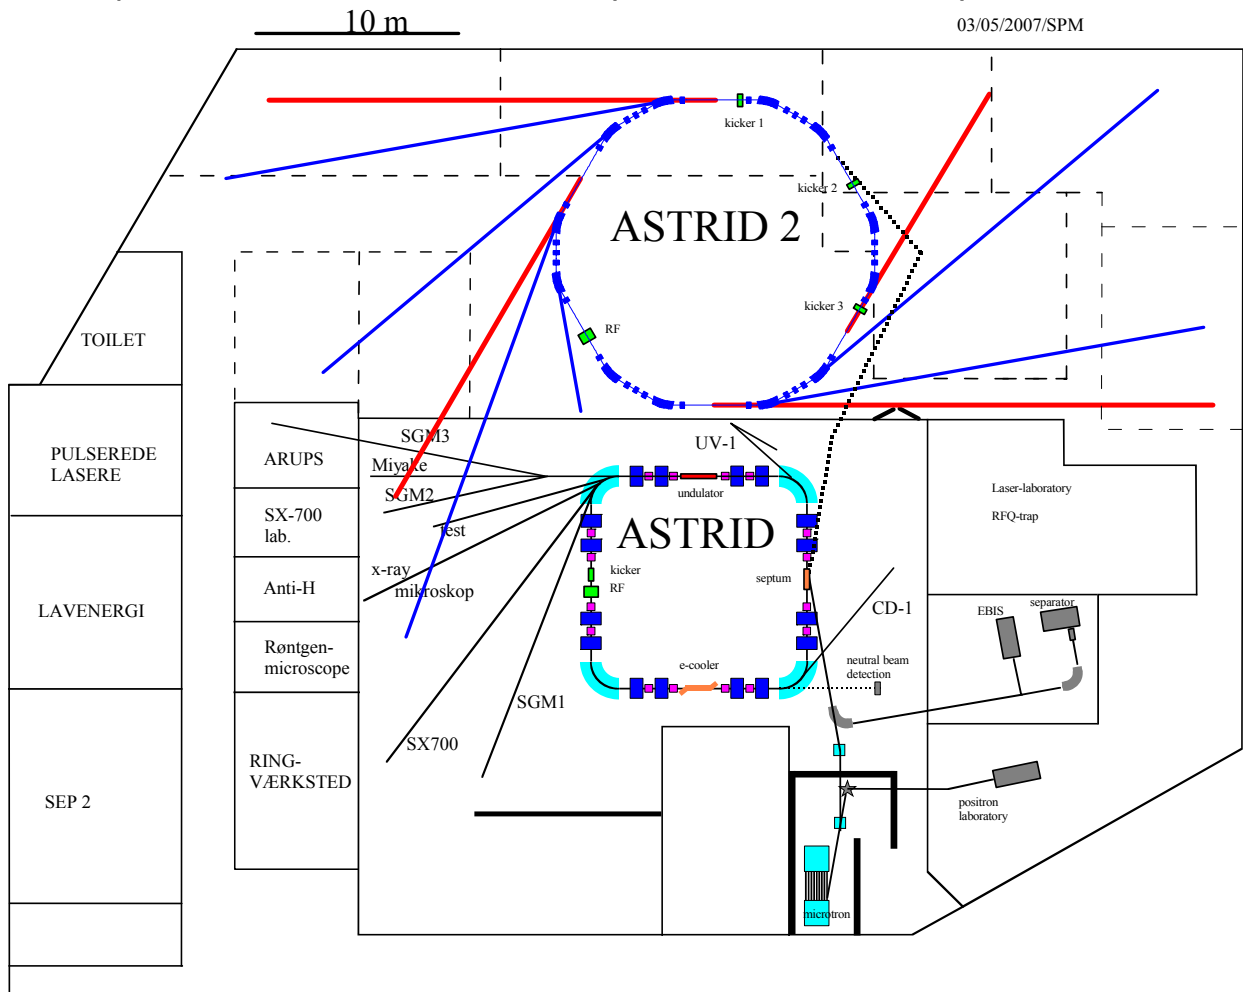 10 m
03/05/2007/SPM
kicker 1
kicker 2
ASTRID 2
kicker 3
RF
TOILET
SGM3
UV-1
ARUPS
Miyake
PULSEREDE
LASERE
undulator
SGM2
Laser-laboratory
RFQ-trap
SX-700
lab.
test
ASTRID
x-ray
mikroskop
kicker
RF
septum
Anti-H
LAVENERGI
CD-1
EBIS
separator
Røntgen-
microscope
e-cooler
neutral beam
detection
SGM1
SX700
RING-
VÆRKSTED
SEP 2
positron
laboratory
microtron